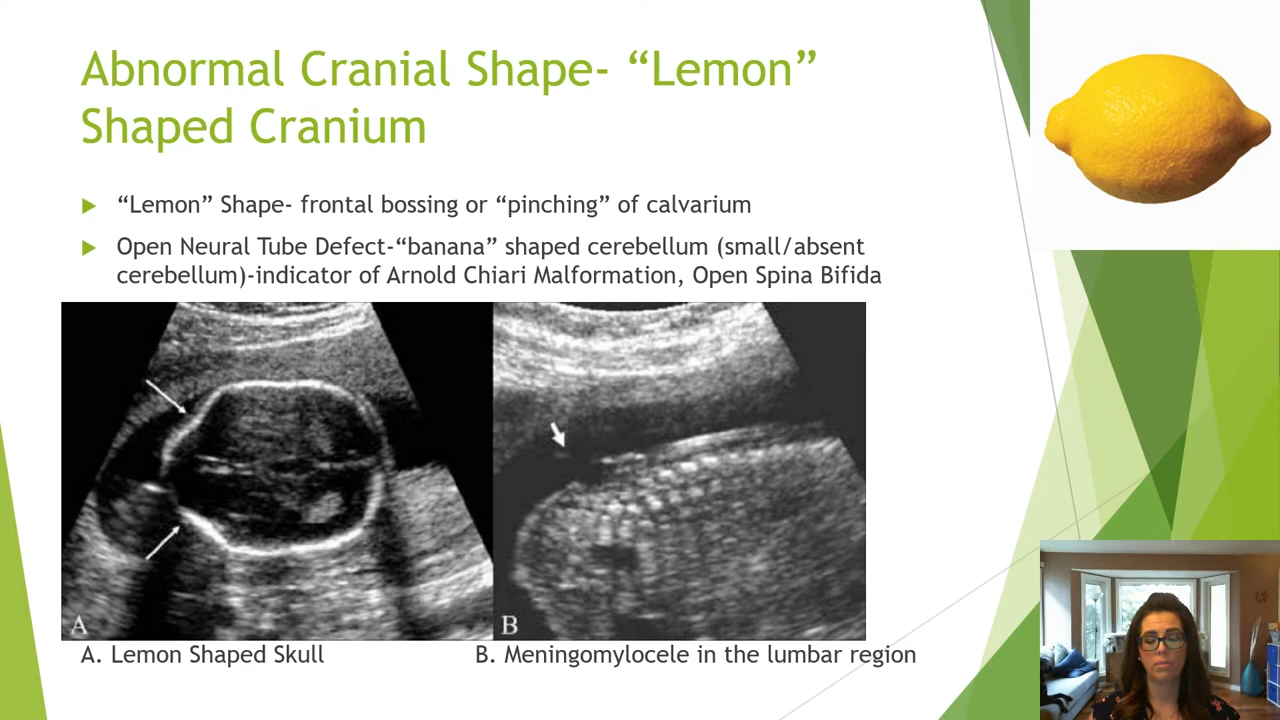 Abnormal Cranial Shape- “Lemon”
Shaped Cranium
“Lemon” Shape- frontal bossing or “pinching” of calvarium
Open Neural Tube Defect-“banana” shaped cerebellum (small/absent
cerebellum)-indicator of Arnold Chiari Malformation, Open Spina Bifida
A
B
A. Lemon Shaped Skull
B. Meningomylocele in the lumbar region